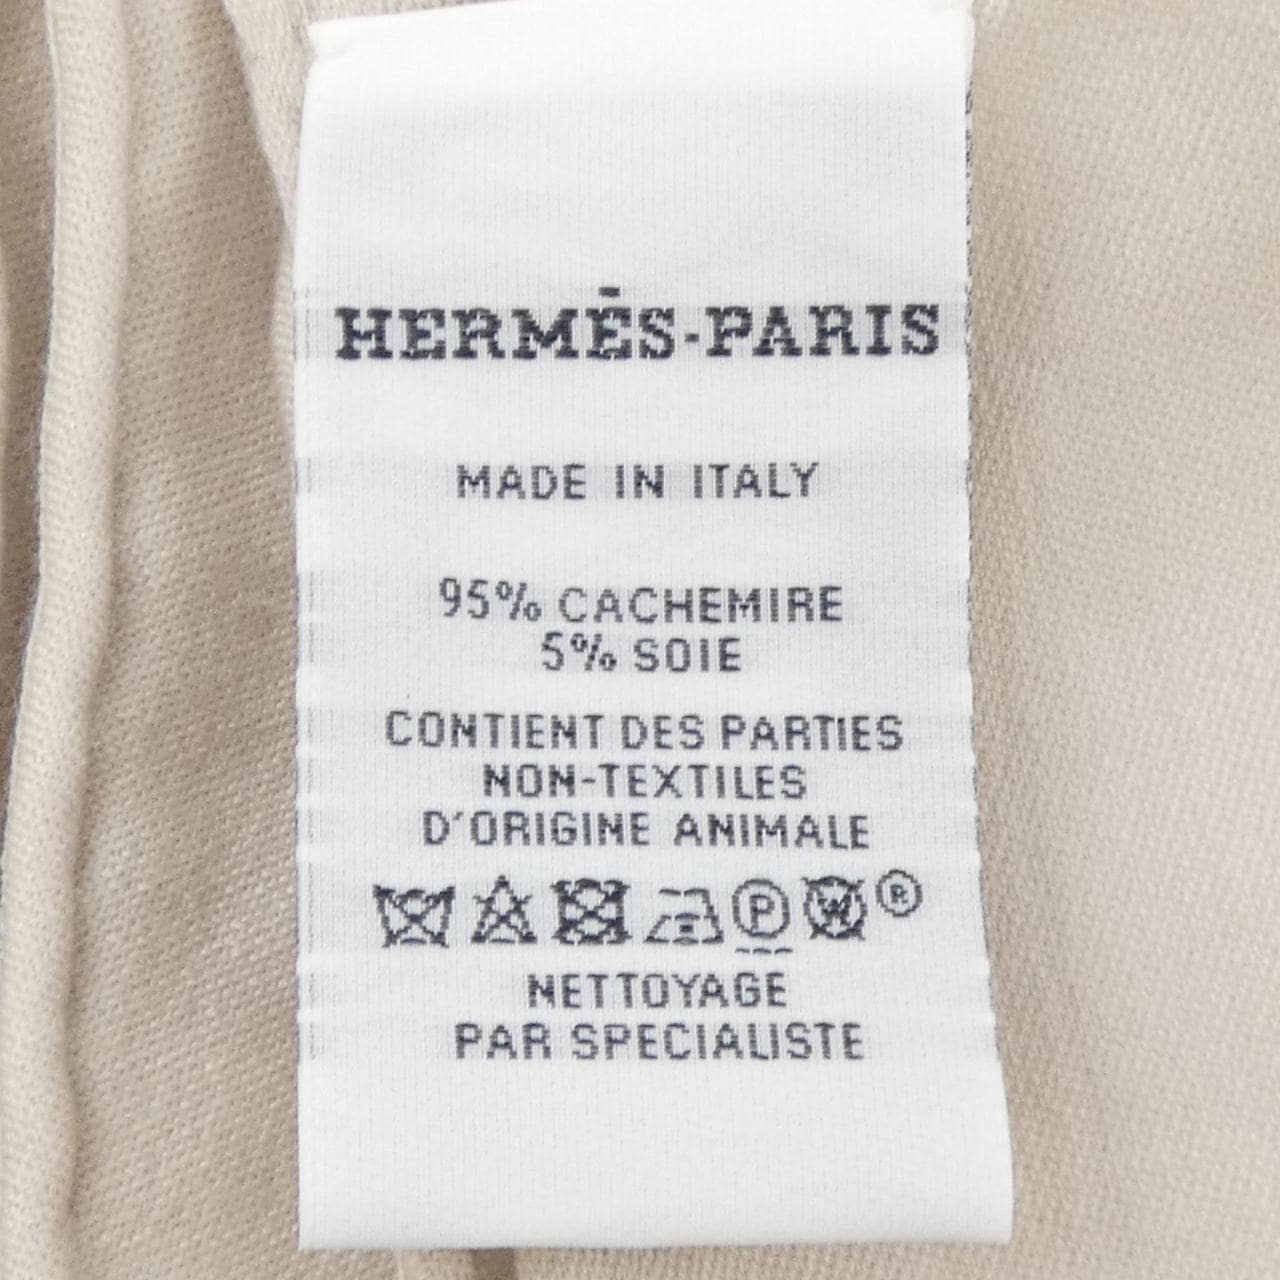 HERMÈS-PARIS
MADE IN ITALY
95% CACHEMIRE
5% SOIE
CONTIENT DES PARTIES
NON-TEXTILES
D'ORIGINE ANIMALE
P W ®
NETTOYAGE
PAR SPECIALISTE